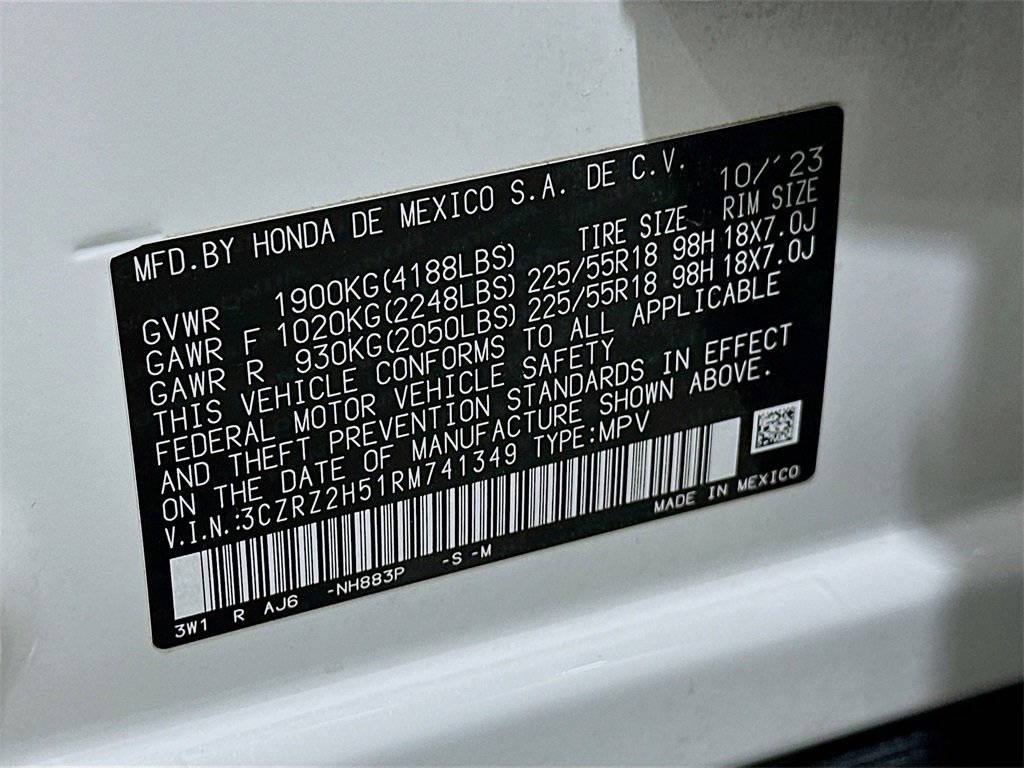 MFD.BY HONDA DE MEXICO S.A. DE C.V. 10/'23
TIRE SIZE RIM SIZE
GVWR 1900KG(4188LBS)
GAWR F 1020KG(2248LBS) 225/55R18 98H 18X7.0J
GAWR R 930KG(2050LBS) 225/55R18 98H 18X7.0J
THIS VEHICLE CONFORMS TO ALL APPLICABLE
FEDERAL MOTOR VEHICLE SAFETY
AND THEFT PREVENTION STANDARDS IN EFFECT
ON THE DATE OF MANUFACTURE SHOWN ABOVE.
V.I.N.:3CZRZ2H51RM741349 TYPE:MPV
MADE IN MEXICO
3W1 R AJ6 -NH883P -S -M